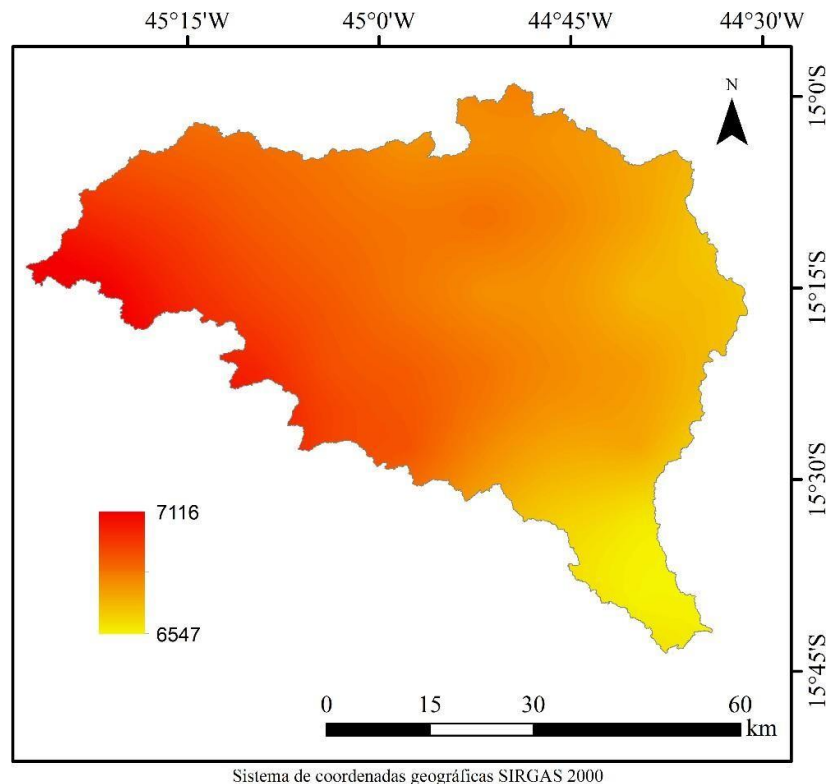 45°15'W 45°0'W 44°45'W 44°30'W
N
15°0'S
15°15'S
15°30'S
15°45'S
7116
6547
0 15 30 60
km
Sistema de coordenadas geográficas SIRGAS 2000